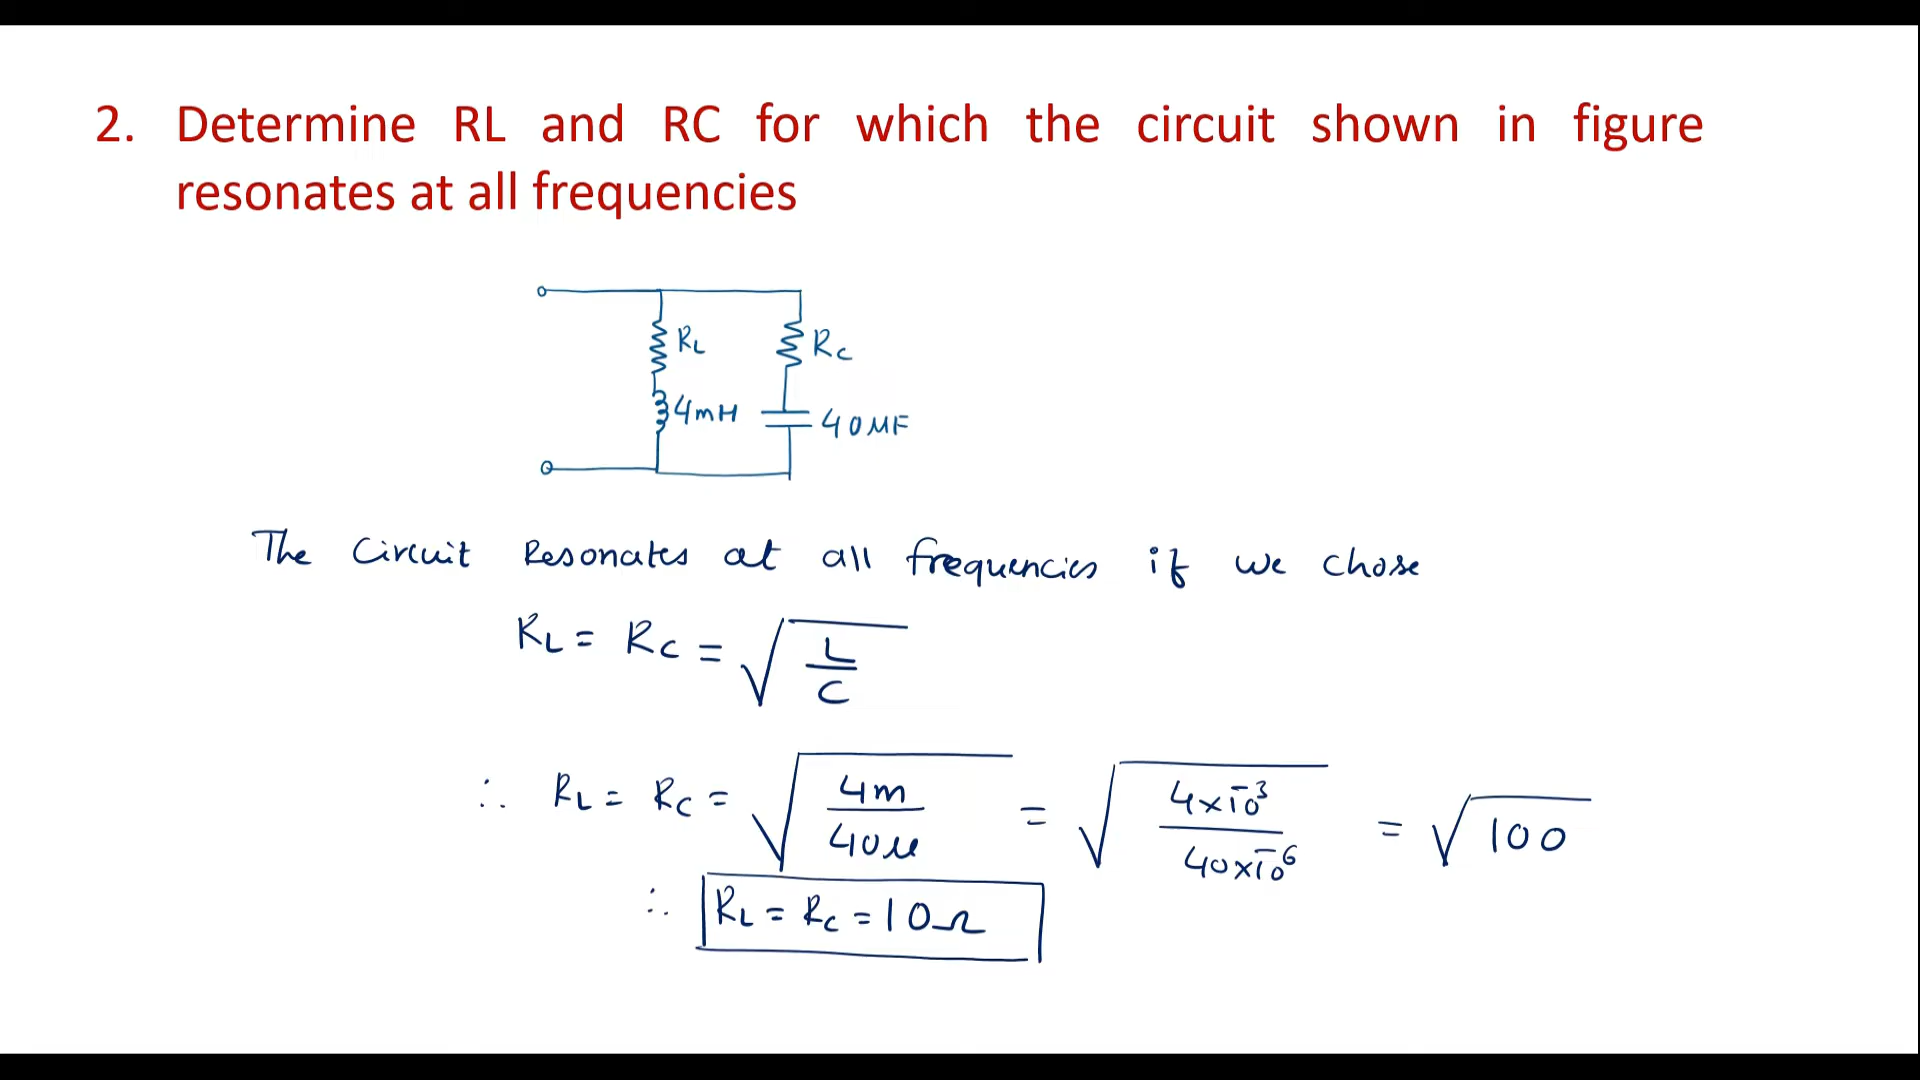 2. Determine RL and RC for which the circuit shown in figure
resonates at all frequencies
RL
RC
4mH
40μF
The Circuit Resonates at all frequencies if we chose
RL = RC = √(L/C)
∴ RL = RC = √(4m/40μ) = √(4×10⁻³/40×10⁻⁶) = √100
∴ RL = RC = 10Ω